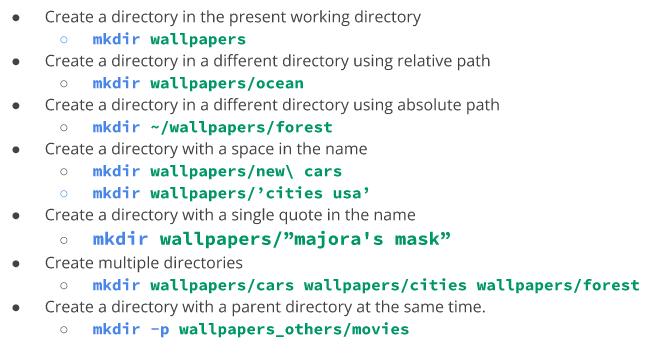 ● Create a directory in the present working directory
○ mkdir wallpapers
● Create a directory in a different directory using relative path
○ mkdir wallpapers/ocean
● Create a directory in a different directory using absolute path
○ mkdir ~/wallpapers/forest
● Create a directory with a space in the name
○ mkdir wallpapers/new\ cars
○ mkdir wallpapers/’cities usa’
● Create a directory with a single quote in the name
○ mkdir wallpapers/”majora's mask”
● Create multiple directories
○ mkdir wallpapers/cars wallpapers/cities wallpapers/forest
● Create a directory with a parent directory at the same time.
○ mkdir -p wallpapers_others/movies